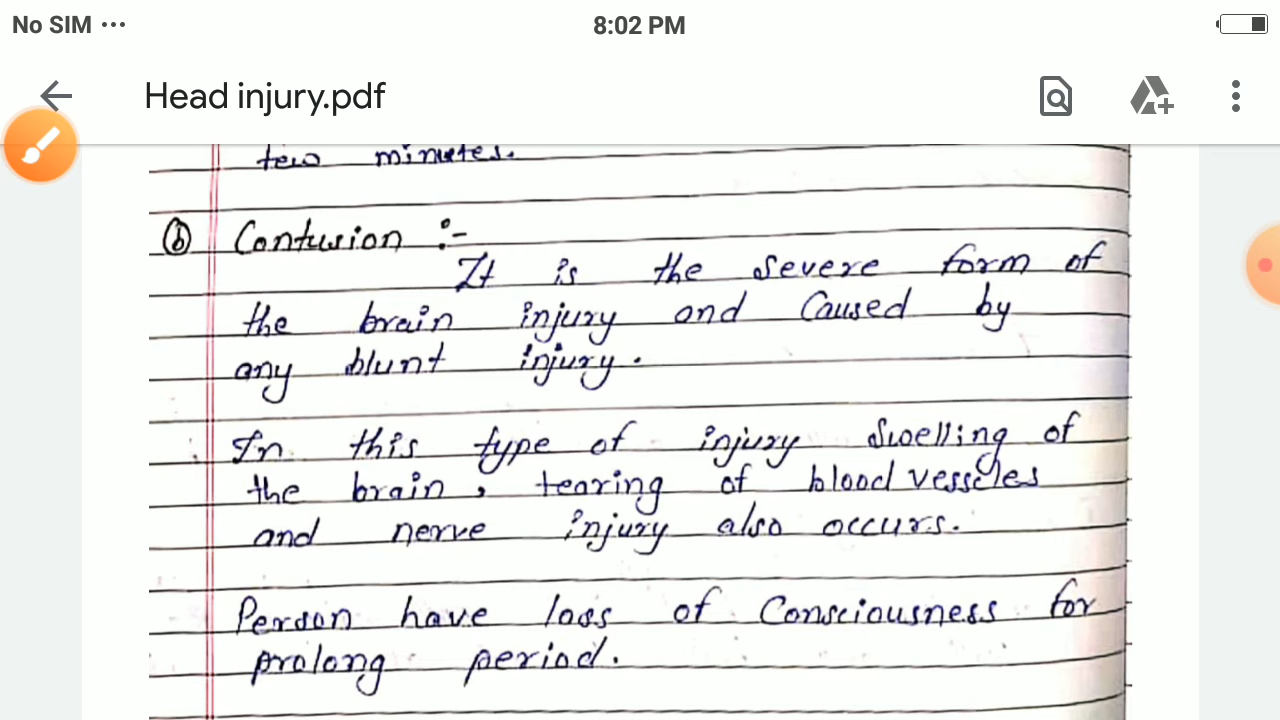 No SIM ...
8:02 PM
Head injury.pdf
few minutes.
b Contusion :-
It is the severe form of
the brain injury and caused by
any blunt injury.
In this type of injury swelling of
the brain, tearing of blood vesseles
and nerve injury also occurs.
Person have loss of Consciousness for
prolong period.